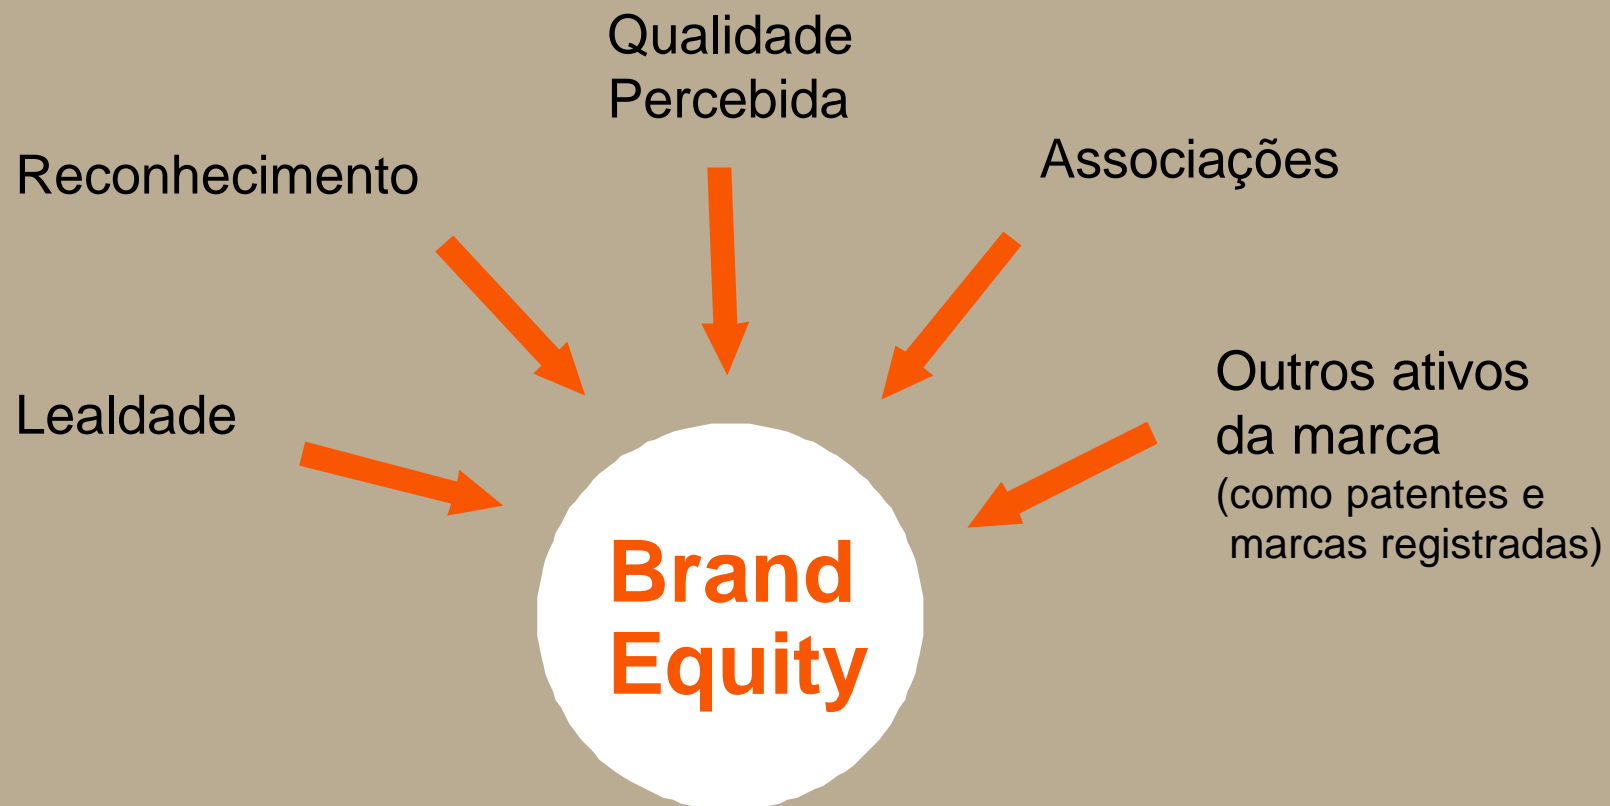 Qualidade
Percebida
Reconhecimento
Associações
Lealdade
Outros ativos
da marca
(como patentes e
marcas registradas)
Brand
Equity